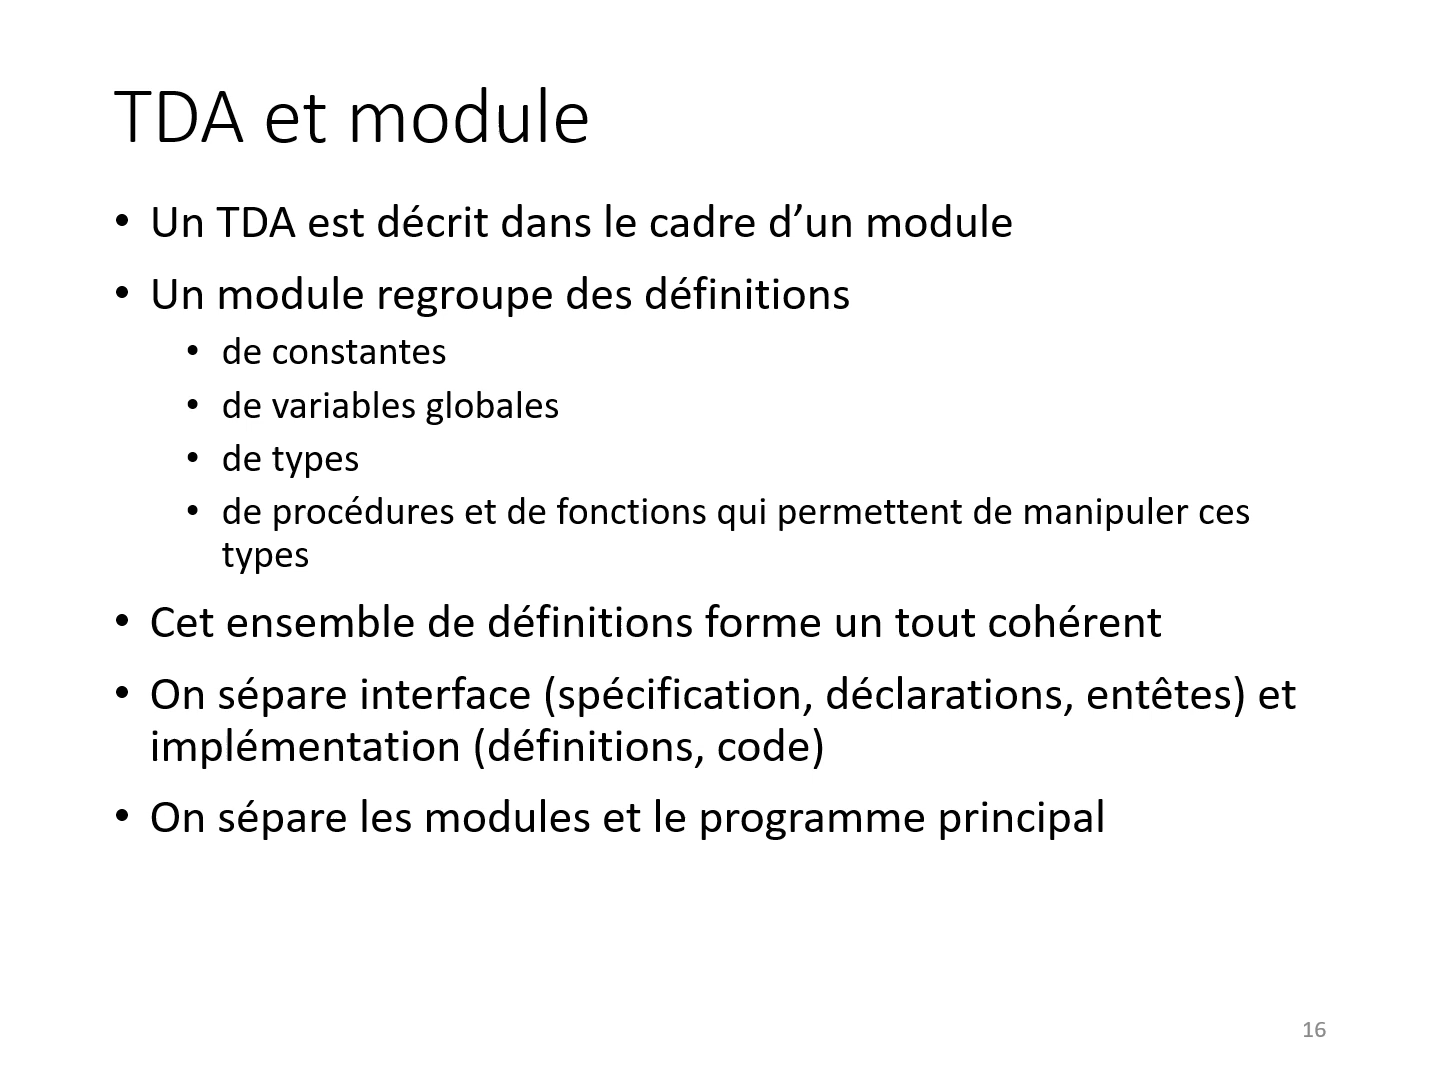 TDA et module
• Un TDA est décrit dans le cadre d’un module
• Un module regroupe des définitions
• de constantes
• de variables globales
• de types
• de procédures et de fonctions qui permettent de manipuler ces
types
• Cet ensemble de définitions forme un tout cohérent
• On sépare interface (spécification, déclarations, entêtes) et
implémentation (définitions, code)
• On sépare les modules et le programme principal
16